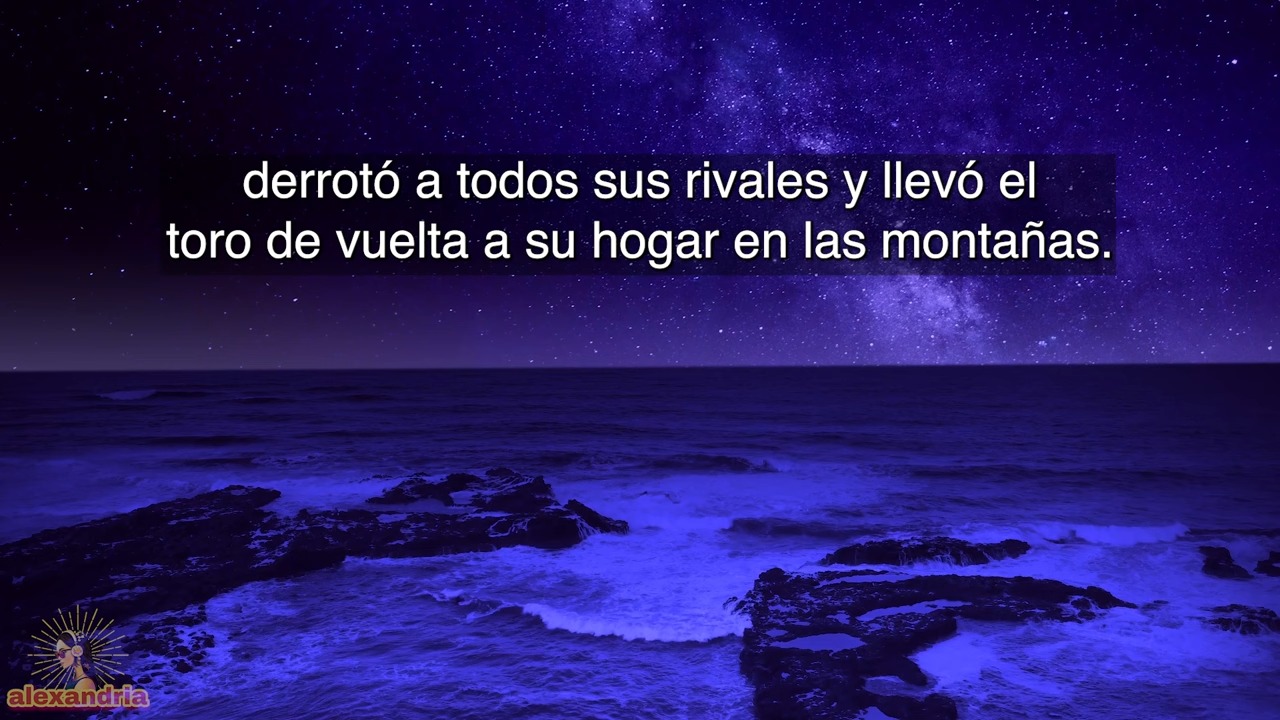 derrotó a todos sus rivales y llevó el
toro de vuelta a su hogar en las montañas.
alexandria